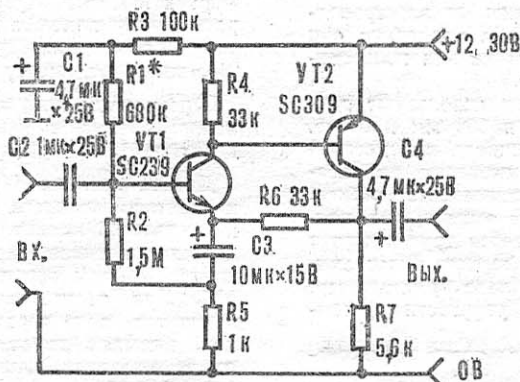 R3 100к
+12, 30В
С1
4,7 мк
×25В
R1*
680к
R4
33к
VT2
SC309
VT1
SC239
С2 1мк×25В
С4
4,7мк×25В
R6 33к
R2
1,5М
С3
10мк×15В
ВХ.
Вых.
R5
1к
R7
5,6к
0В